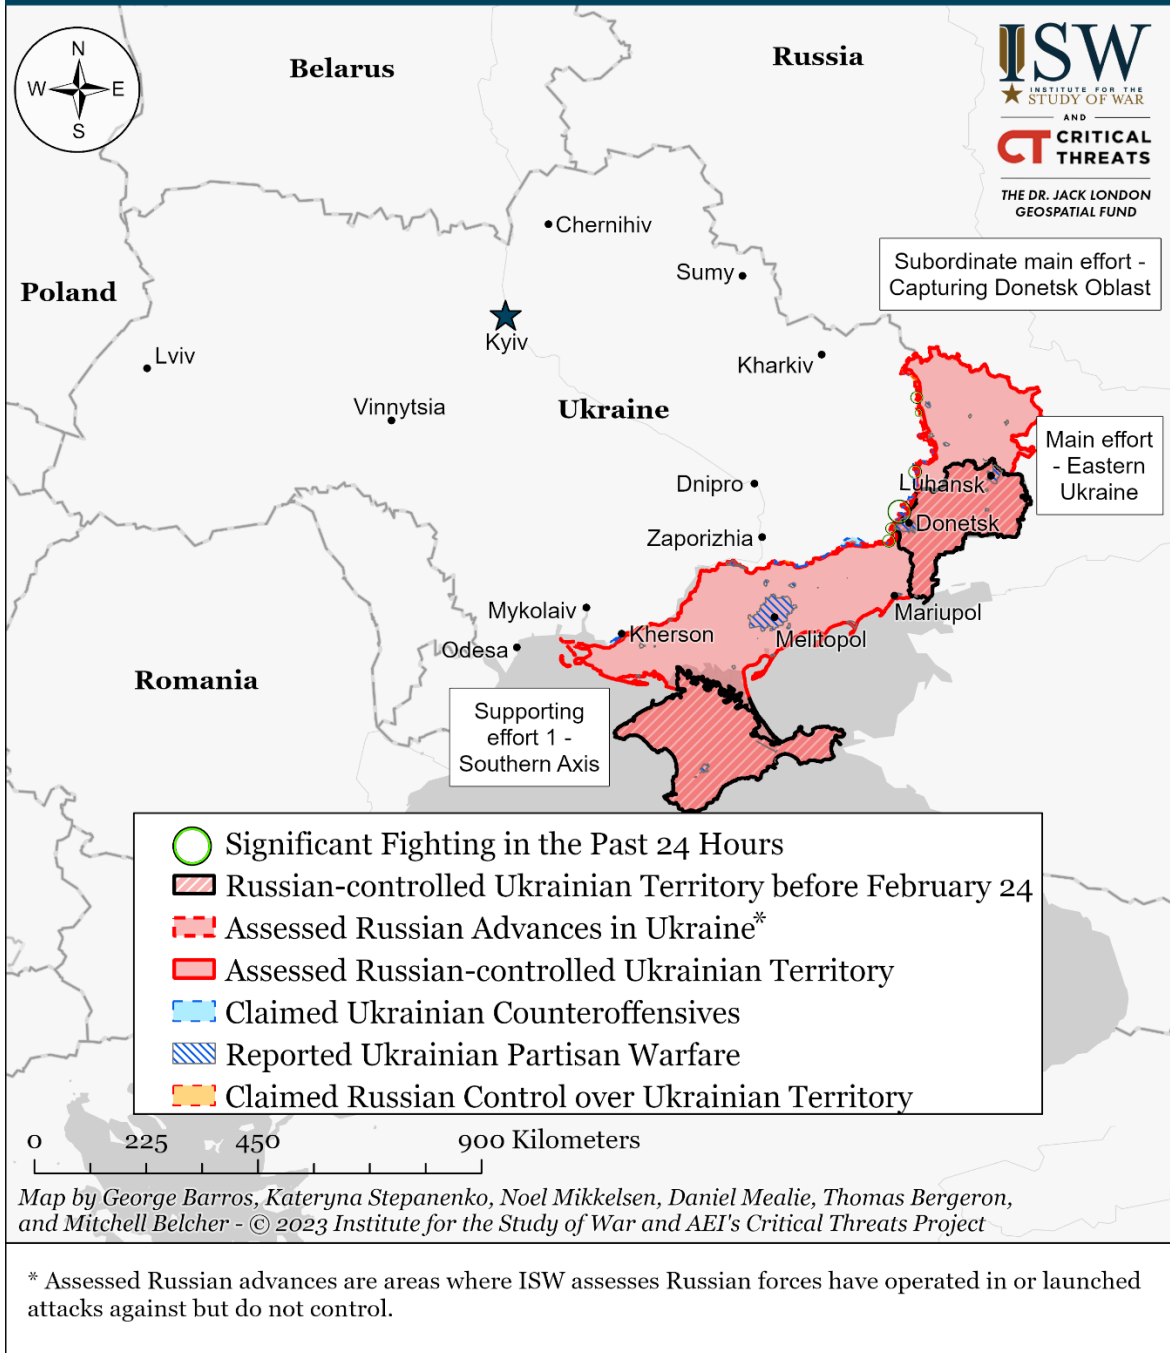 N
W
E
S
Belarus
Russia
ISW
INSTITUTE FOR THE
STUDY OF WAR
AND
CT CRITICAL
THREATS
THE DR. JACK LONDON
GEOSPATIAL FUND
Chernihiv
Sumy
Subordinate main effort -
Capturing Donetsk Oblast
Poland
Kyiv
Lviv
Kharkiv
Vinnytsia
Ukraine
Main effort
- Eastern
Ukraine
Dnipro
Luhansk
Donetsk
Zaporizhia
Mykolaiv
Mariupol
Kherson
Melitopol
Odesa
Romania
Supporting
effort 1 -
Southern Axis
Significant Fighting in the Past 24 Hours
Russian-controlled Ukrainian Territory before February 24
Assessed Russian Advances in Ukraine*
Assessed Russian-controlled Ukrainian Territory
Claimed Ukrainian Counteroffensives
Reported Ukrainian Partisan Warfare
Claimed Russian Control over Ukrainian Territory
0 225 450 900 Kilometers
Map by George Barros, Kateryna Stepanenko, Noel Mikkelsen, Daniel Mealie, Thomas Bergeron,
and Mitchell Belcher - © 2023 Institute for the Study of War and AEI's Critical Threats Project
* Assessed Russian advances are areas where ISW assesses Russian forces have operated in or launched
attacks against but do not control.